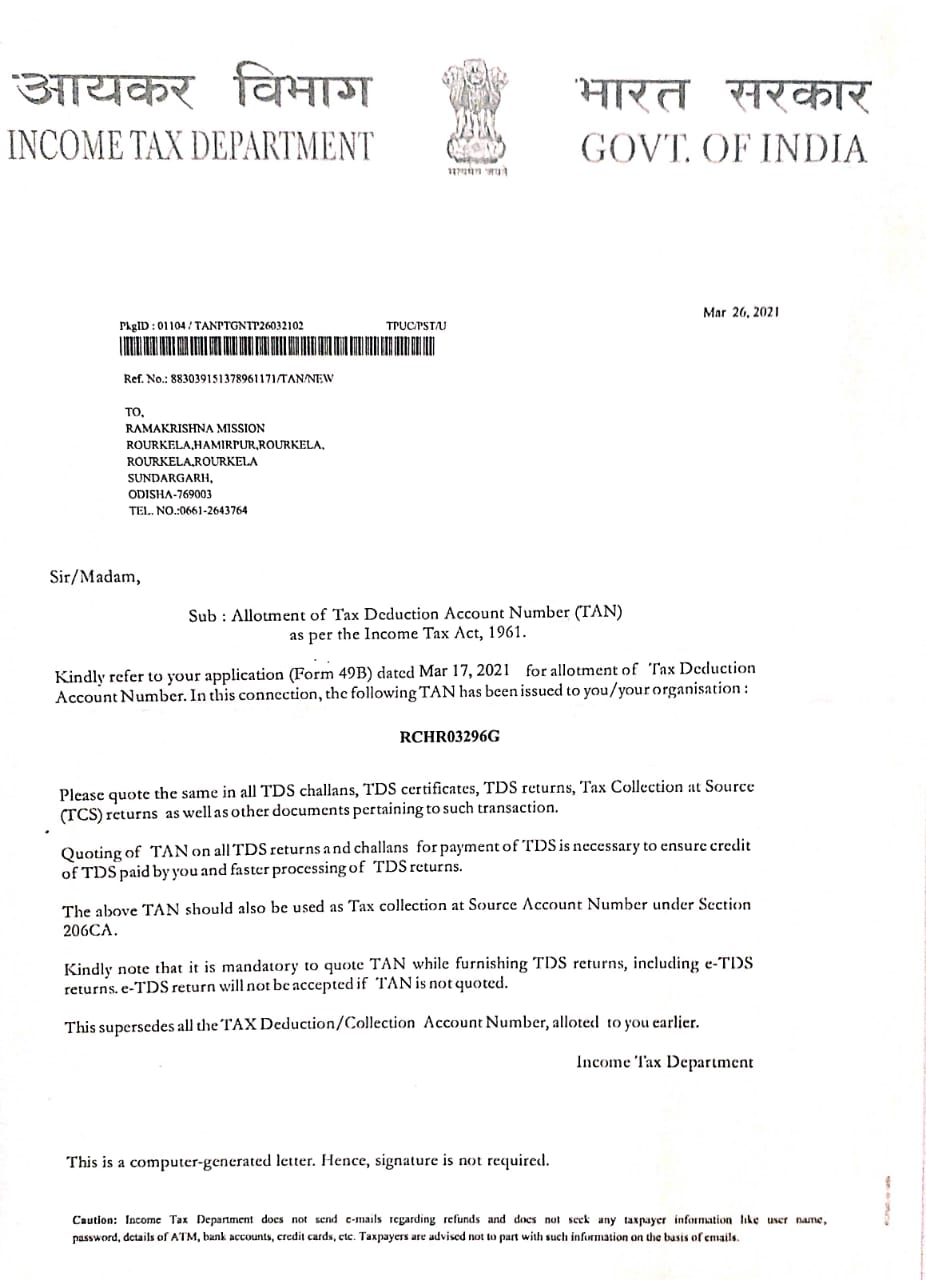 आयकर विभाग
INCOME TAX DEPARTMENT
सत्यमेव जयते
भारत सरकार
GOVT. OF INDIA
Mar 26, 2021
PkgID : 01104 / TANPTGNTP26032102 TPUC/PST/U
Ref. No.: 883039151378961171/TAN/NEW
TO,
RAMAKRISHNA MISSION
ROURKELA,HAMIRPUR,ROURKELA,
ROURKELA,ROURKELA
SUNDARGARH,
ODISHA-769003
TEL. NO.:0661-2643764
Sir/Madam,
Sub : Allotment of Tax Deduction Account Number (TAN)
as per the Income Tax Act, 1961.
Kindly refer to your application (Form 49B) dated Mar 17, 2021 for allotment of Tax Deduction
Account Number. In this connection, the following TAN has been issued to you/your organisation :
RCHR03296G
Please quote the same in all TDS challans, TDS certificates, TDS returns, Tax Collection at Source
(TCS) returns as well as other documents pertaining to such transaction.
Quoting of TAN on all TDS returns and challans for payment of TDS is necessary to ensure credit
of TDS paid by you and faster processing of TDS returns.
The above TAN should also be used as Tax collection at Source Account Number under Section
206CA.
Kindly note that it is mandatory to quote TAN while furnishing TDS returns, including e-TDS
returns. e-TDS return will not be accepted if TAN is not quoted.
This supersedes all the TAX Deduction/Collection Account Number, alloted to you earlier.
Income Tax Department
This is a computer-generated letter. Hence, signature is not required.
Caution: Income Tax Department does not send e-mails regarding refunds and does not seek any taxpayer information like user name,
password, details of ATM, bank accounts, credit cards, etc. Taxpayers are advised not to part with such information on the basis of emails.